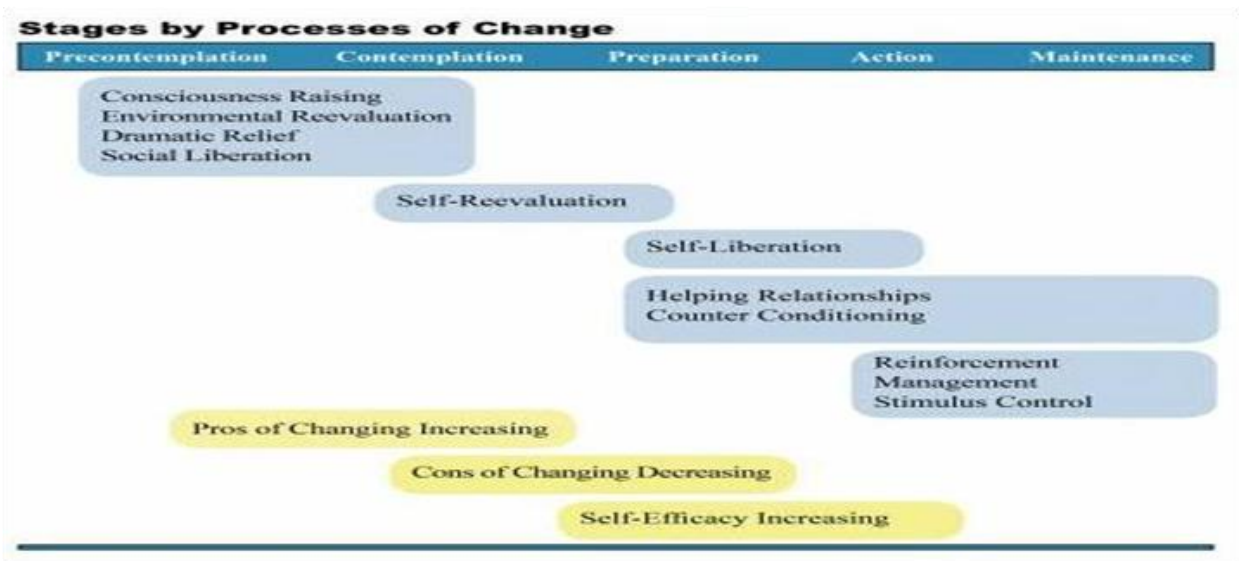 Stages by Processes of Change
Precontemplation Contemplation Preparation Action Maintenance
Consciousness Raising
Environmental Reevaluation
Dramatic Relief
Social Liberation
Self-Reevaluation
Self-Liberation
Helping Relationships
Counter Conditioning
Reinforcement
Management
Stimulus Control
Pros of Changing Increasing
Cons of Changing Decreasing
Self-Efficacy Increasing